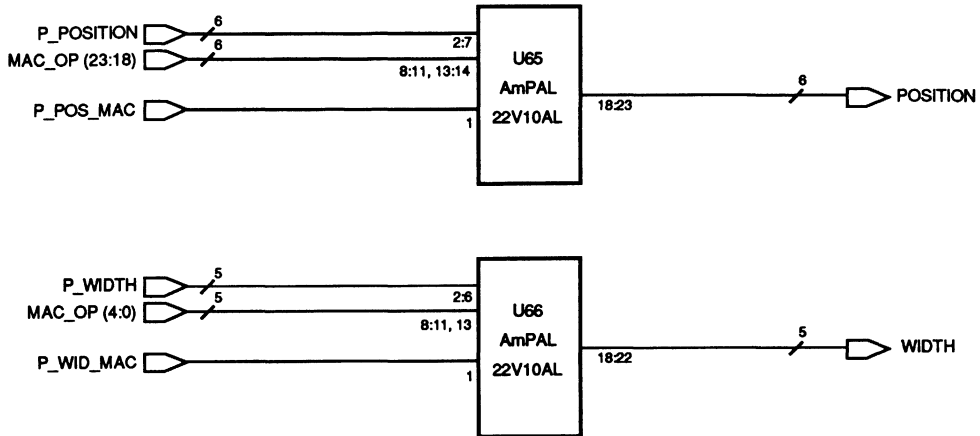 P_POSITION
6
2:7
MAC_OP (23:18)
6
8:11, 13:14
P_POS_MAC
1
U65
AmPAL
22V10AL
18:23
6
POSITION
P_WIDTH
5
2:6
MAC_OP (4:0)
5
8:11, 13
P_WID_MAC
1
U66
AmPAL
22V10AL
18:22
5
WIDTH